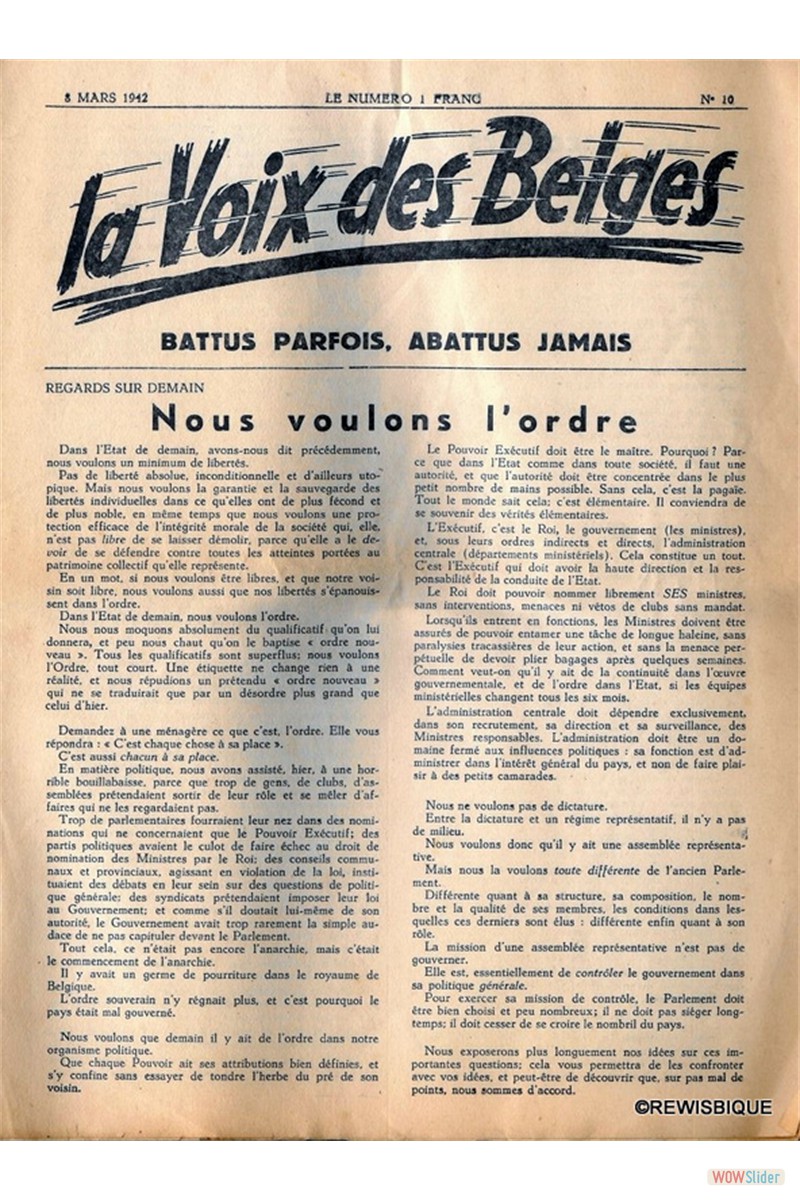 8 MARS 1942
LE NUMERO 1 FRANC
N° 10
la Voix des Belges
BATTUS PARFOIS, ABATTUS JAMAIS
REGARDS SUR DEMAIN
Nous voulons l'ordre
Dans l'Etat de demain, avons-nous dit précédemment,
nous voulons un minimum de libertés.
Pas de liberté absolue, inconditionnelle et d'ailleurs uto-
pique. Mais nous voulons la garantie et la sauvegarde des
libertés individuelles dans ce qu'elles ont de plus fécond et
de plus noble, en même temps que nous voulons une pro-
tection efficace de l'intégrité morale de la société qui, elle,
n'est pas libre de se laisser démolir, parce qu'elle a le de-
voir de se défendre contre toutes les atteintes portées au
patrimoine collectif qu'elle représente.
En un mot, si nous voulons être libres, et que notre voi-
sin soit libre, nous voulons aussi que nos libertés s'épanouis-
sent dans l'ordre.
Dans l'Etat de demain, nous voulons l'ordre.
Nous nous moquons absolument du qualificatif qu'on lui
donnera, et peu nous chaut qu'on le baptise « ordre nou-
veau ». Tous les qualificatifs sont superflus; nous voulons
l'Ordre, tout court. Une étiquette ne change rien à une
réalité, et nous répudions un prétendu « ordre nouveau »
qui ne se traduirait que par un désordre plus grand que
celui d'hier.
Demandez à une ménagère ce que c'est, l'ordre. Elle vous
répondra : « C'est chaque chose à sa place ».
C'est aussi chacun à sa place.
En matière politique, nous avons assisté, hier, à une hor-
rible bouillabaisse, parce que trop de gens, de clubs, d'as-
semblées prétendaient sortir de leur rôle et se mêler d'af-
faires qui ne les regardaient pas.
Trop de parlementaires fourraient leur nez dans des nomi-
nations qui ne concernaient que le Pouvoir Exécutif; des
partis politiques avaient le culot de faire échec au droit de
nomination des Ministres par le Roi; des conseils commu-
naux et provinciaux, agissant en violation de la loi, insti-
tuaient des débats en leur sein sur des questions de politi-
que générale; des syndicats prétendaient imposer leur loi
au Gouvernement; et comme s'il doutait lui-même de son
autorité, le Gouvernement avait trop rarement la simple au-
dace de ne pas capituler devant le Parlement.
Tout cela, ce n'était pas encore l'anarchie, mais c'était
le commencement de l'anarchie.
Il y avait un germe de pourriture dans le royaume de
Belgique.
L'ordre souverain n'y régnait plus, et c'est pourquoi le
pays était mal gouverné.
Nous voulons que demain il y ait de l'ordre dans notre
organisme politique.
Que chaque Pouvoir ait ses attributions bien définies, et
s'y confine sans essayer de tondre l'herbe du pré de son
voisin.
Le Pouvoir Exécutif doit être le maître. Pourquoi ? Par-
ce que dans l'Etat comme dans toute société, il faut une
autorité, et que l'autorité doit être concentrée dans le plus
petit nombre de mains possible. Sans cela, c'est la pagaïe.
Tout le monde sait cela; c'est élémentaire. Il conviendra de
se souvenir des vérités élémentaires.
L'Exécutif, c'est le Roi, le gouvernement (les ministres),
et, sous leurs ordres indirects et directs, l'administration
centrale (départements ministériels). Cela constitue un tout.
C'est l'Exécutif qui doit avoir la haute direction et la res-
ponsabilité de la conduite de l'Etat.
Le Roi doit pouvoir nommer librement SES ministres,
sans interventions, menaces ni vétos de clubs sans mandat.
Lorsqu'ils entrent en fonctions, les Ministres doivent être
assurés de pouvoir entamer une tâche de longue haleine, sans
paralysies tracassières de leur action, et sans la menace per-
pétuelle de devoir plier bagages après quelques semaines.
Comment veut-on qu'il y ait de la continuité dans l'œuvre
gouvernementale, et de l'ordre dans l'Etat, si les équipes
ministérielles changent tous les six mois.
L'administration centrale doit dépendre exclusivement,
dans son recrutement, sa direction et sa surveillance, des
Ministres responsables. L'administration doit être un do-
maine fermé aux influences politiques : sa fonction est d'ad-
ministrer dans l'intérêt général du pays, et non de faire plai-
sir à des petits camarades.
Nous ne voulons pas de dictature.
Entre la dictature et un régime représentatif, il n'y a pas
de milieu.
Nous voulons donc qu'il y ait une assemblée représenta-
tive.
Mais nous la voulons toute différente de l'ancien Parle-
ment.
Différente quant à sa structure, sa composition, le nom-
bre et la qualité de ses membres, les conditions dans les-
quelles ces derniers sont élus : différente enfin quant à son
rôle.
La mission d'une assemblée représentative n'est pas de
gouverner.
Elle est, essentiellement de contrôler le gouvernement dans
sa politique générale.
Pour exercer sa mission de contrôle, le Parlement doit
être bien choisi et peu nombreux; il ne doit pas siéger long-
temps; il doit cesser de se croire le nombril du pays.
Nous exposerons plus longuement nos idées sur ces im-
portantes questions; cela vous permettra de les confronter
avec vos idées, et peut-être de découvrir que, sur pas mal de
points, nous sommes d'accord.
©REWISBIQUE
WOWSlider